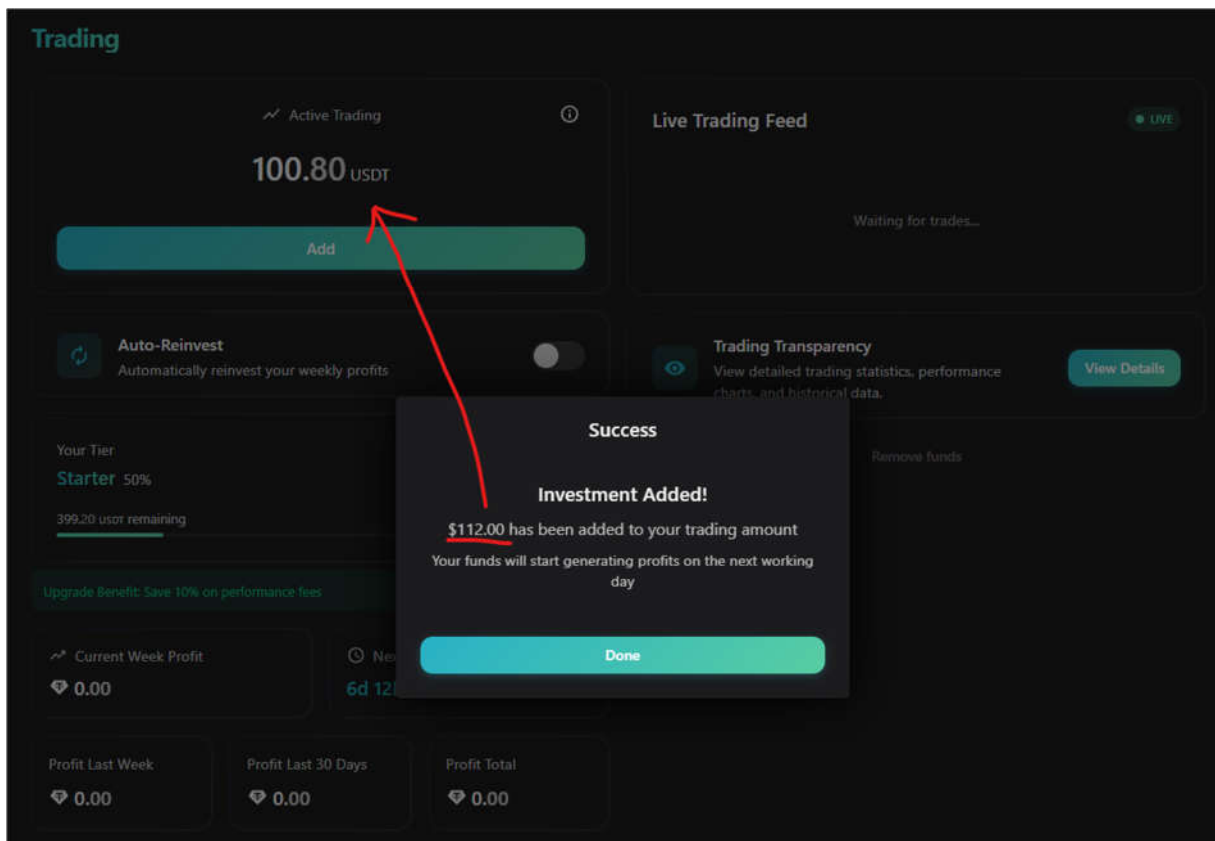 Trading
Active Trading
100.80 USDT
Add
Live Trading Feed
LIVE
Waiting for trades...
Auto-Reinvest
Automatically reinvest your weekly profits
Trading Transparency
View detailed trading statistics, performance
charts, and historical data.
View Details
Your Tier
Starter 50%
399.20 USDT remaining
Remove funds
Success
Investment Added!
$112.00 has been added to your trading amount
Your funds will start generating profits on the next working
day
Done
Upgrade Benefit: Save 10% on performance fees
Current Week Profit
0.00
6d
Profit Last Week
0.00
Profit Last 30 Days
0.00
Profit Total
0.00